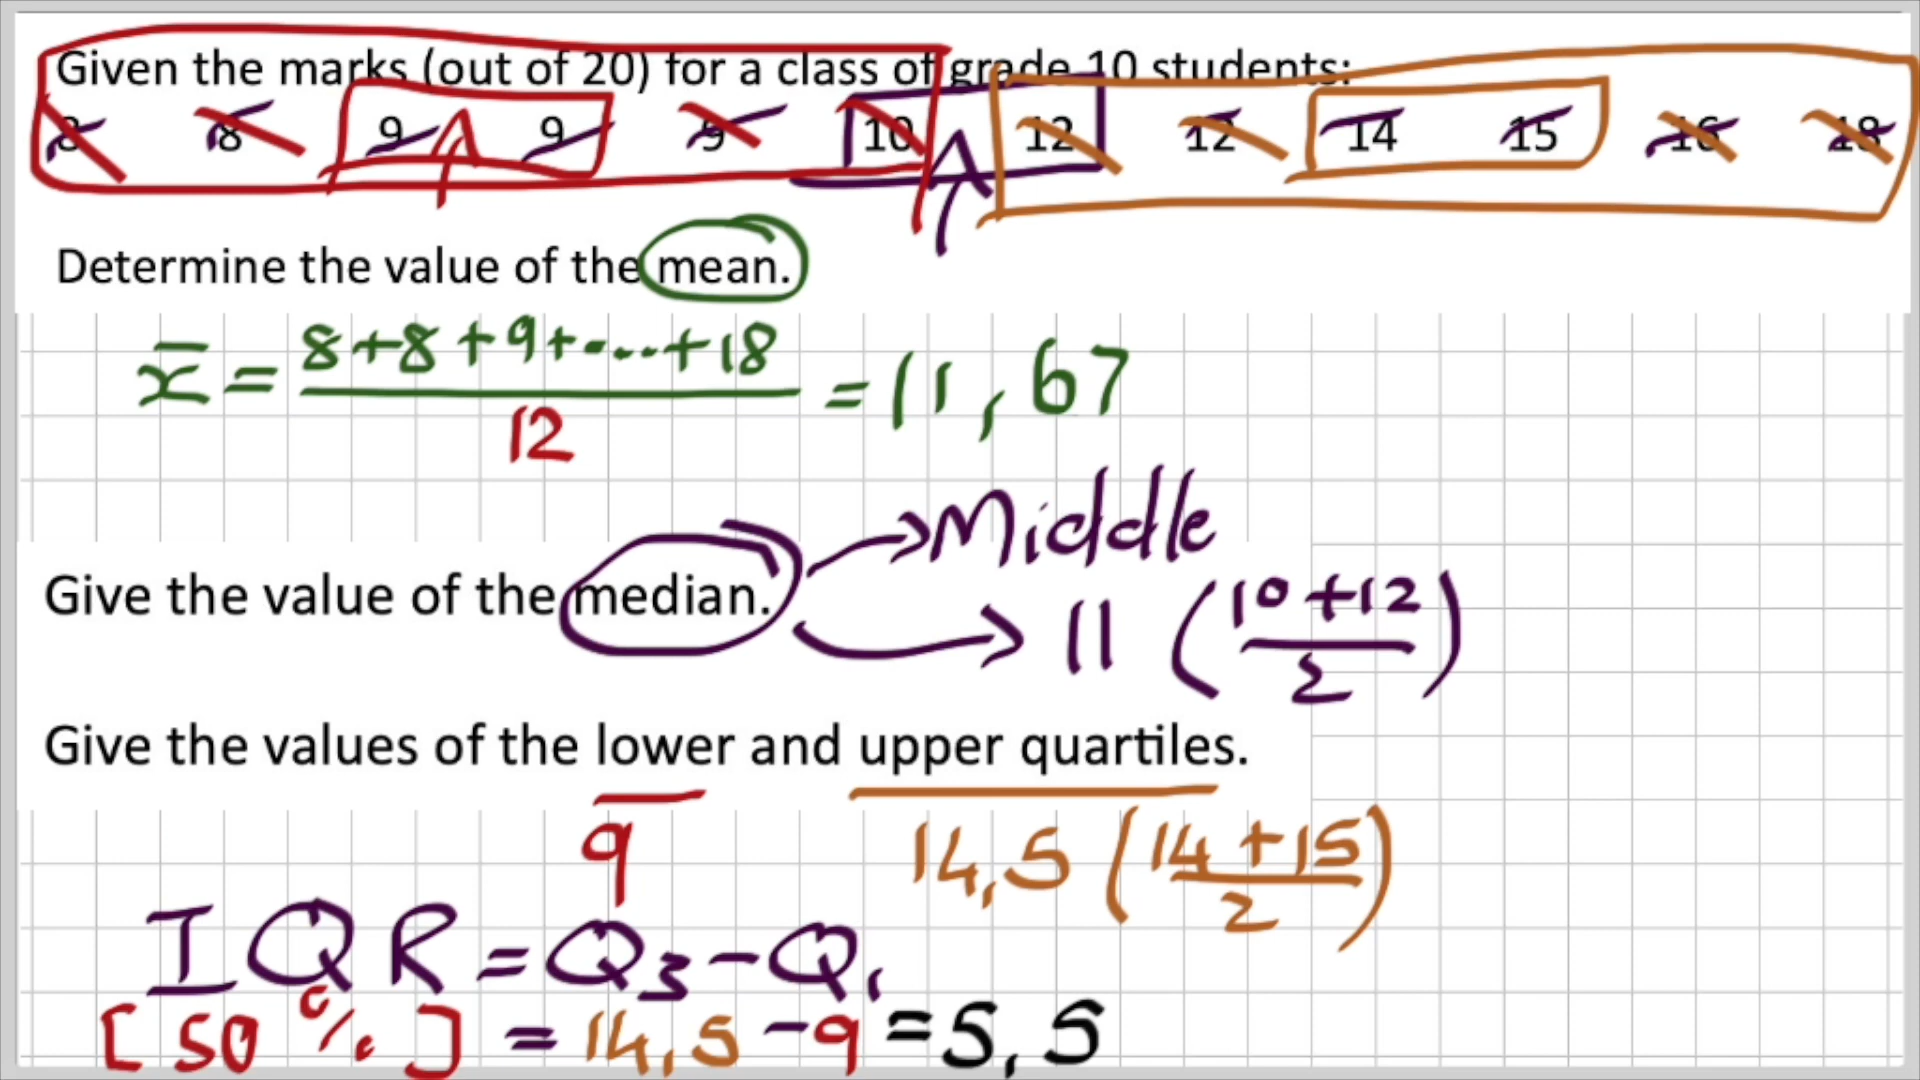 Given the marks (out of 20) for a class of grade 10 students:
8 8 9 9 9 10 12 12 14 15 16 18
Determine the value of the mean.
x̄ = (8+8+9+...+18)/12 = 11,67
Middle
Give the value of the median. → 11 ((10+12)/2)
Give the values of the lower and upper quartiles.
9 14,5 ((14+15)/2)
IQR = Q₃ - Q₁
[50%] = 14,5 - 9 = 5,5